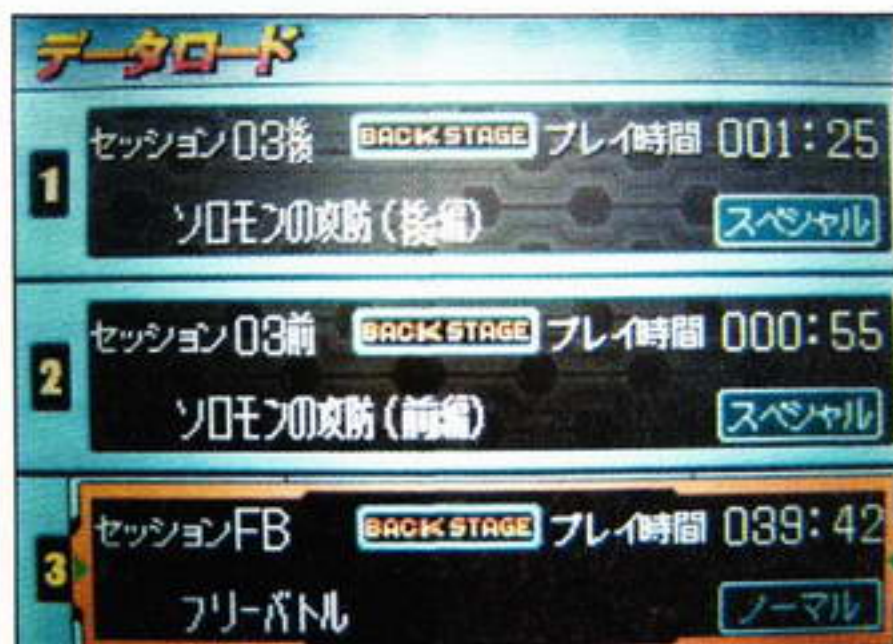 データロード
1
セッション03後 BACK STAGE プレイ時間 001:25
ソロモンの攻防(後編) スペシャル
2
セッション03前 BACK STAGE プレイ時間 000:55
ソロモンの攻防(前編) スペシャル
3
セッションFB BACK STAGE プレイ時間 039:42
フリーバトル ノーマル